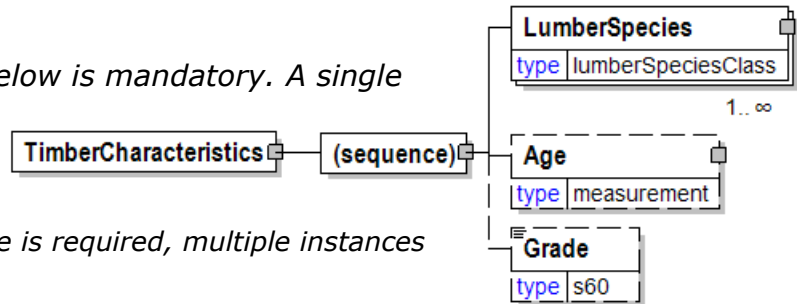 LumberSpecies
type lumberSpeciesClass
elow is mandatory. A single
1.. ∞
TimberCharacteristics (sequence) Age
type measurement
e is required, multiple instances
Grade
type s60